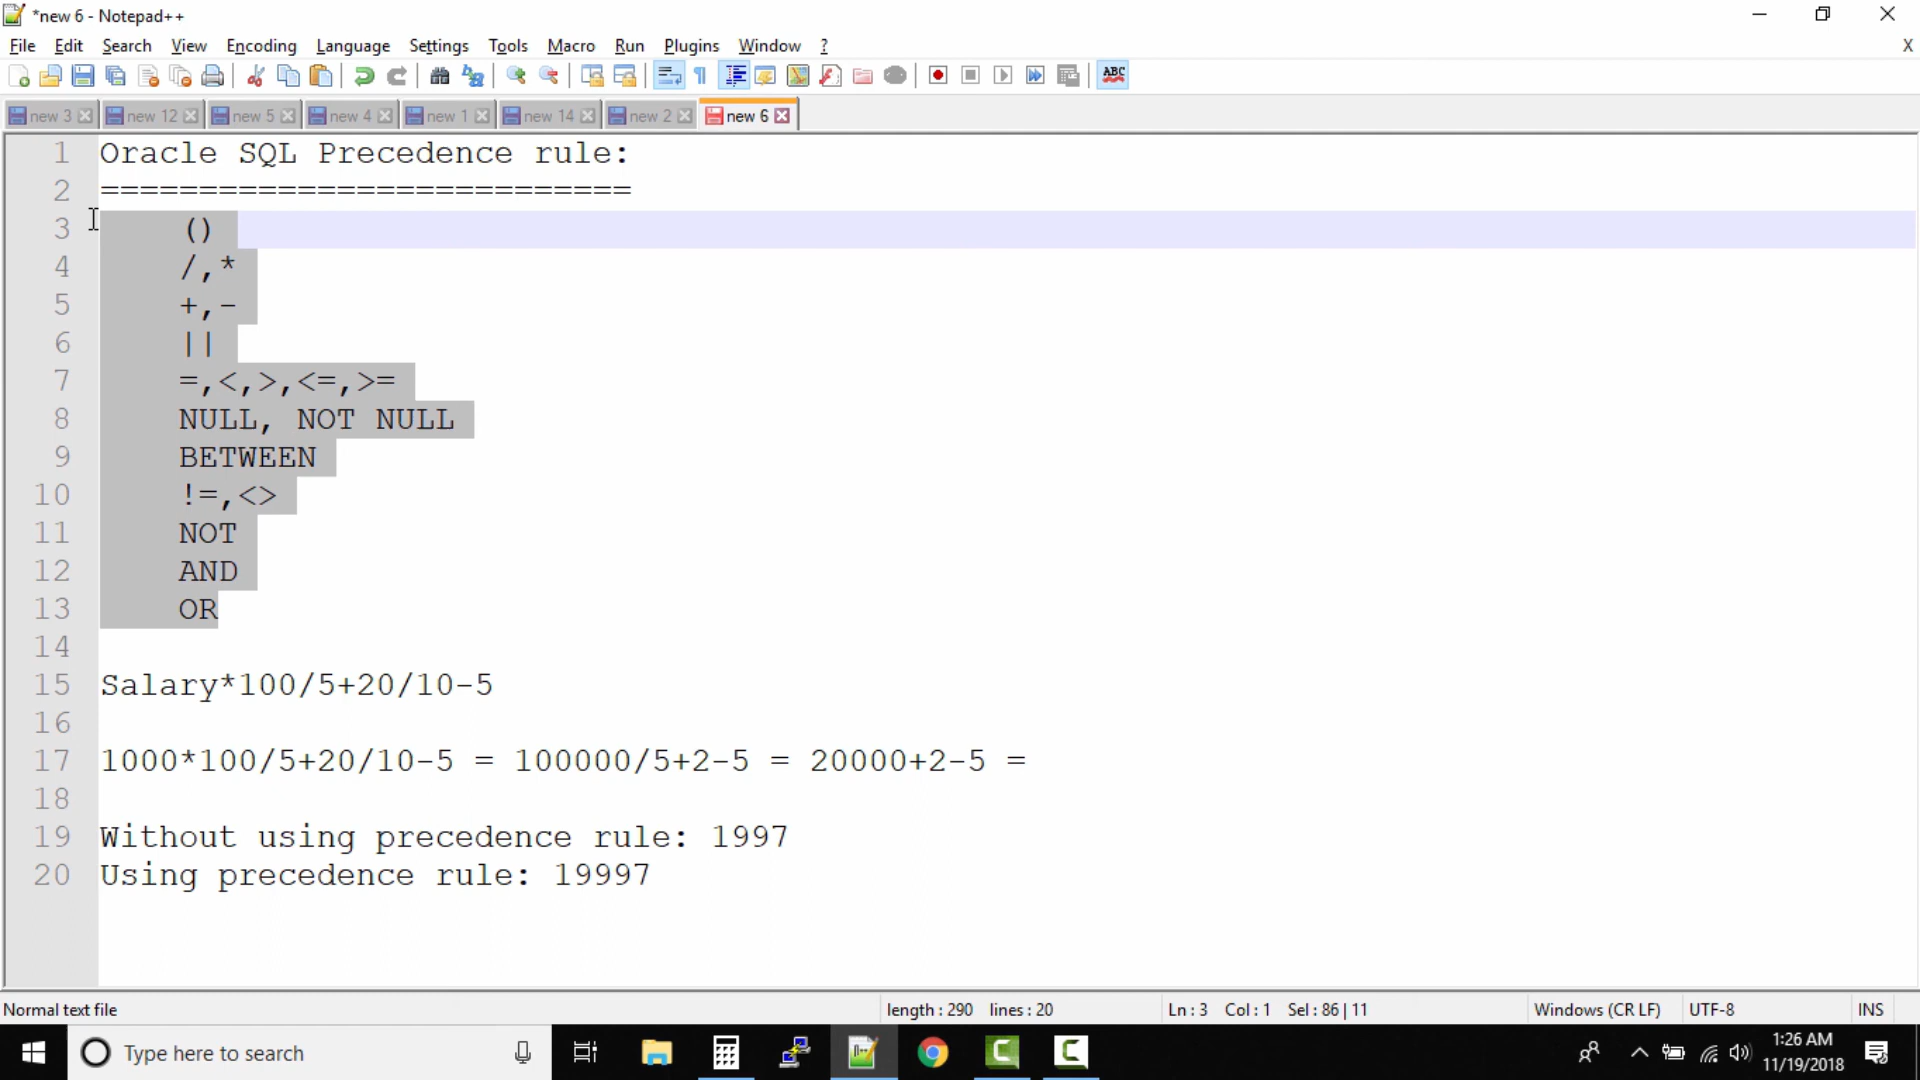 *new 6 - Notepad++
File Edit Search View Encoding Language Settings Tools Macro Run Plugins Window ? X
ABC
new 3 new 12 new 5 new 4 new 1 new 14 new 2 new 6
1 Oracle SQL Precedence rule:
2 ===========================
3 ()
4 /,*
5 +,-
6 ||
7 =,<,>,<=,>=
8 NULL, NOT NULL
9 BETWEEN
10 !=,<>
11 NOT
12 AND
13 OR
14
15 Salary*100/5+20/10-5
16
17 1000*100/5+20/10-5 = 100000/5+2-5 = 20000+2-5 =
18
19 Without using precedence rule: 1997
20 Using precedence rule: 19997
Normal text file length : 290 lines : 20 Ln : 3 Col : 1 Sel : 86 | 11 Windows (CR LF) UTF-8 INS
Type here to search
1:26 AM
11/19/2018